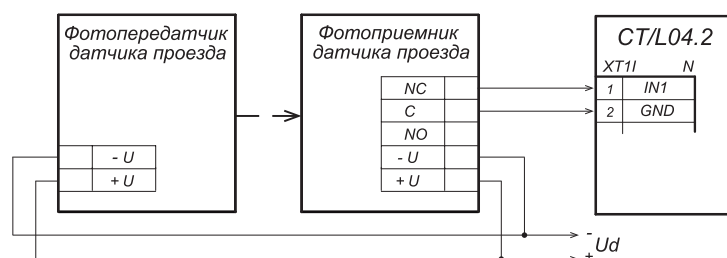 Фотопередатчик
датчика проезда
- U
+ U
Фотоприемник
датчика проезда
NC
C
NO
- U
+ U
CT/L04.2
XT1I N
1 IN1
2 GND
-
Ud
+